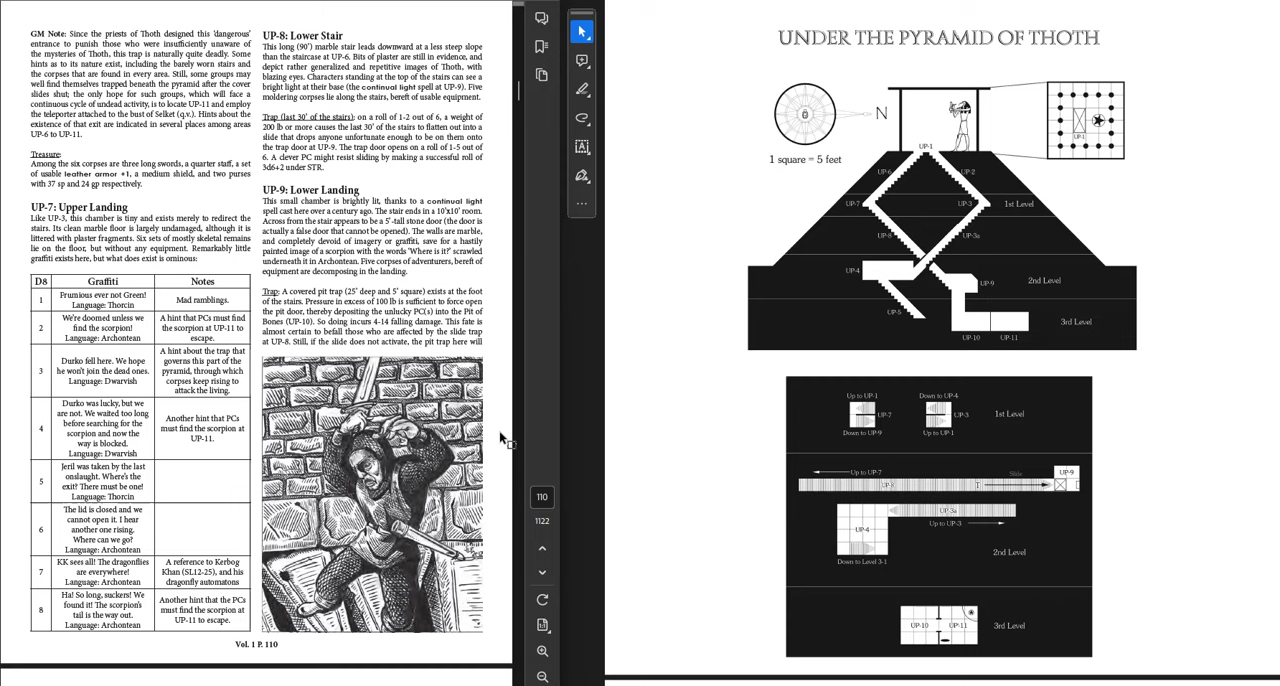 GM Note: Since the priests of Thoth designed this 'dangerous'
entrance to punish those who were insufficiently unaware of
the mysteries of Thoth, this trap is naturally quite deadly. Some
hints as to its nature exist, including the barely worn stairs and
the corpses that are found in every area. Still, some groups may
well find themselves trapped beneath the pyramid after the cover
slides shut; the only hope for such groups, which will face a
continuous cycle of undead activity, is to locate UP-11 and employ
the teleporter attached to the bust of Selket (q.v.). Hints about the
existence of that exit are indicated in several places among areas
UP-6 to UP-11.
Treasure:
Among the six corpses are three long swords, a quarter staff, a set
of usable leather armor +1, a medium shield, and two purses
with 37 sp and 24 gp respectively.
UP-7: Upper Landing
Like UP-3, this chamber is tiny and exists merely to redirect the
stairs. Its clean marble floor is largely undamaged, although it is
littered with plaster fragments. Six sets of mostly skeletal remains
lie on the floor, but without any equipment. Remarkably little
graffiti exists here, but what does exist is ominous:
D8 Graffiti Notes
1 Frumious ever not Green!
Language: Thorcin
Mad ramblings.
2 We're doomed unless we
find the scorpion!
Language: Archontean
A hint that PCs must find
the scorpion at UP-11 to
escape.
3 Durko fell here. We hope
he won't join the dead ones.
Language: Dwarvish
A hint about the trap that
governs this part of the
pyramid, through which
corpses keep rising to
attack the living.
4 Durko was lucky, but we
are not. We waited too long
before searching for the
scorpion and now the
way is blocked.
Language: Dwarvish
Another hint that PCs
must find the scorpion at
UP-11.
5 Jeril was taken by the last
onslaught. Where's the
exit? There must be one!
Language: Thorcin
6 The lid is closed and we
cannot open it. I hear
another one rising.
Where can we go?
Language: Archontean
7 KK sees all! The dragonflies
are everywhere!
Language: Archontean
A reference to Kerbog
Khan (SL12-25), and his
dragonfly automatons
8 Ha! So long, suckers! We
found it! The scorpion's
tail is the way out.
Language: Archontean
Another hint that the PCs
must find the scorpion at
UP-11 to escape.
UP-8: Lower Stair
This long (90') marble stair leads downward at a less steep slope
than the staircase at UP-6. Bits of plaster are still in evidence, and
depict rather generalized and repetitive images of Thoth, with
blazing eyes. Characters standing at the top of the stairs can see a
bright light at their base (the continual light spell at UP-9). Five
moldering corpses lie along the stairs, bereft of usable equipment.
Trap (last 30' of the stairs): on a roll of 1-2 out of 6, a weight of
200 lb or more causes the last 30' of the stairs to flatten out into a
slide that drops anyone unfortunate enough to be on them onto
the trap door at UP-9. The trap door opens on a roll of 1-5 out of
6. A clever PC might resist sliding by making a successful roll of
3d6+2 under STR.
UP-9: Lower Landing
This small chamber is brightly lit, thanks to a continual light
spell cast here over a century ago. The stair ends in a 10'x10' room.
Across from the stair appears to be a 5'-tall stone door (the door is
actually a false door that cannot be opened). The walls are marble,
and completely devoid of imagery or graffiti, save for a hastily
painted image of a scorpion with the words 'Where is it?' scrawled
underneath it in Archontean. Five corpses of adventurers, bereft of
equipment are decomposing in the landing.
Trap: A covered pit trap (25' deep and 5' square) exists at the foot
of the stairs. Pressure in excess of 100 lb is sufficient to force open
the pit door, thereby depositing the unlucky PC(s) into the Pit of
Bones (UP-10). So doing incurs 4-14 falling damage. This fate is
almost certain to befall those who are affected by the slide trap
at UP-8. Still, if the slide does not activate, the pit trap here will
Vol. 1 P. 110
110
1122
UNDER THE PYRAMID OF THOTH
N
1 square = 5 feet
UP-1
UP-1
UP-6
UP-2
UP-7
UP-3
1st Level
UP-8
UP-3a
UP-4
UP-9
2nd Level
UP-5
3rd Level
UP-10
UP-11
Up to UP-1
Down to UP-4
UP-7
UP-3
1st Level
Down to UP-9
Up to UP-1
Up to UP-7
Slide
UP-9
UP-8
T
UP-3a
UP-4
Up to UP-3
2nd Level
Down to Level 3-1
UP-10
UP-11
3rd Level